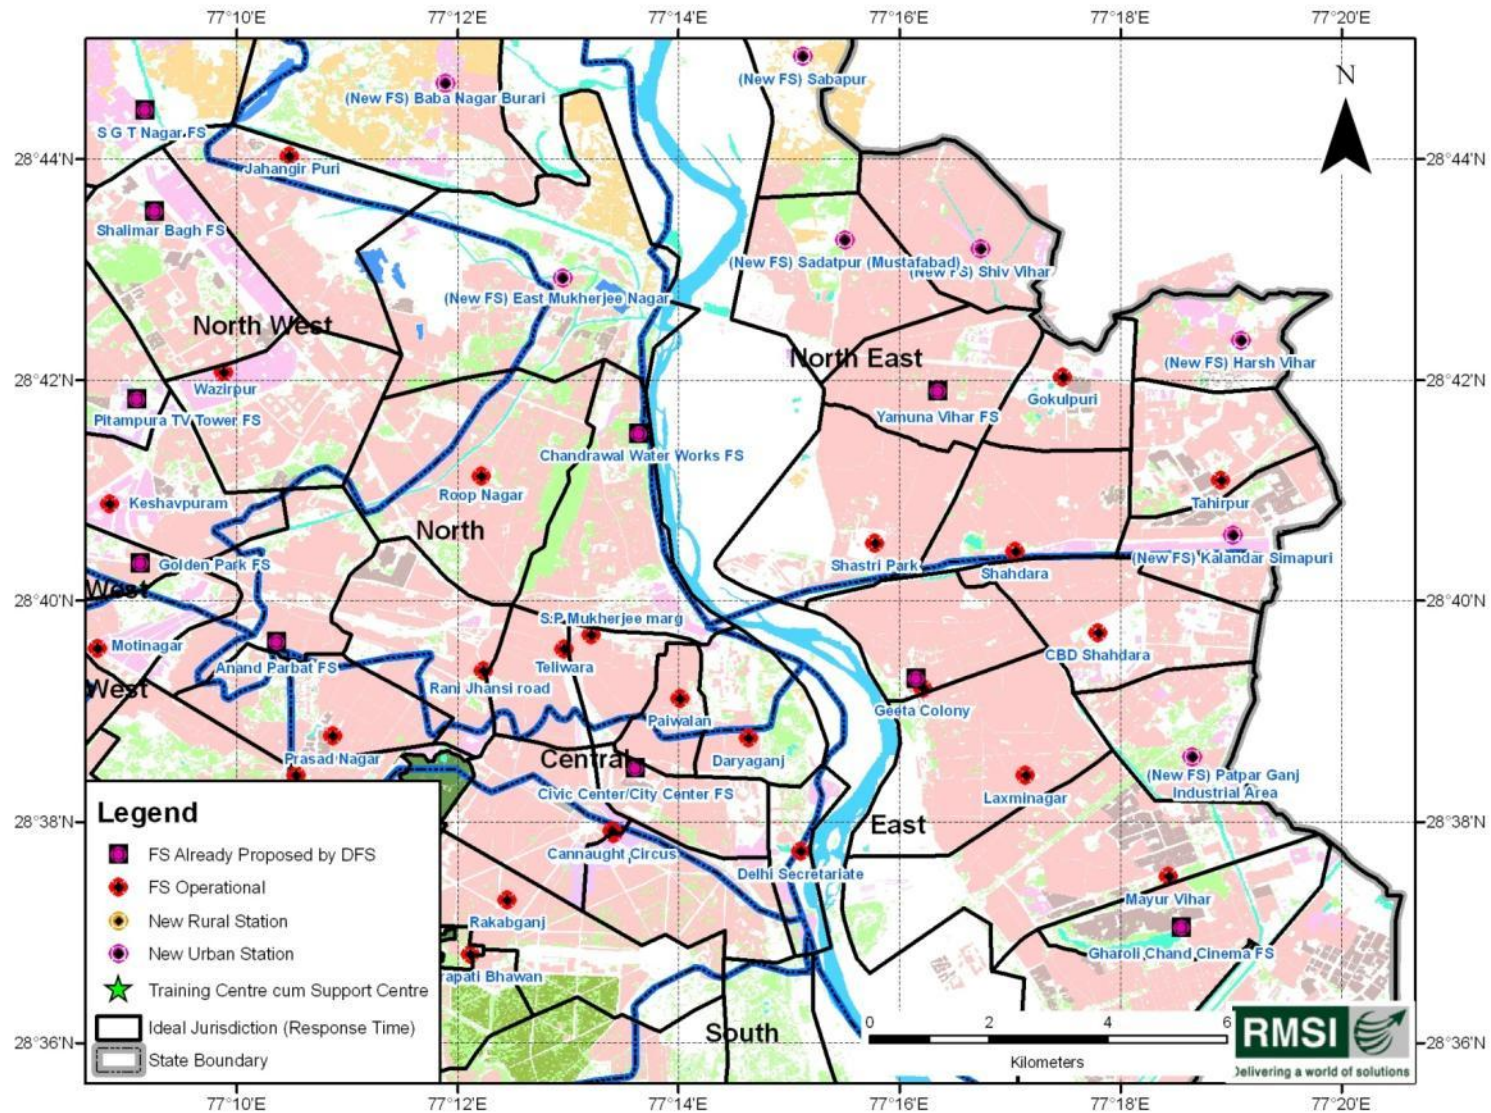 77°10'E 77°12'E 77°14'E 77°16'E 77°18'E 77°20'E
N
(New FS) Sabapur
(New FS) Baba Nagar Burari
S G T Nagar FS
28°44'N 28°44'N
Jahangir Puri
Shalimar Bagh FS
(New FS) Sadatpur (Mustafabad)
(New FS) Shiv Vihar
(New FS) East Mukherjee Nagar
North West
North East
(New FS) Harsh Vihar
28°42'N 28°42'N
Wazirpur
Gokulpuri
Pitampura TV Tower FS
Yamuna Vihar FS
Chandrawal Water Works FS
Roop Nagar
Keshavpuram
Tahirpur
North
Golden Park FS
Shastri Park
Shahdara
(New FS) Kalandar Simapuri
West
28°40'N 28°40'N
S.P Mukherjee marg
Motinagar
CBD Shahdara
Anand Parbat FS
Teliwara
West
Rani Jhansi road
Geeta Colony
Paiwalan
Prasad Nagar
Central
Daryaganj
(New FS) Patpar Ganj
Industrial Area
Civic Center/City Center FS
Laxminagar
28°38'N 28°38'N
East
Cannaught Circus
Delhi Secretariate
Mayur Vihar
Rakabganj
Gharoli Chand Cinema FS
apati Bhawan
South
28°36'N 28°36'N
Legend
FS Already Proposed by DFS
FS Operational
New Rural Station
New Urban Station
Training Centre cum Support Centre
Ideal Jurisdiction (Response Time)
State Boundary
0 2 4 6
Kilometers
RMSI
Delivering a world of solutions
77°10'E 77°12'E 77°14'E 77°16'E 77°18'E 77°20'E